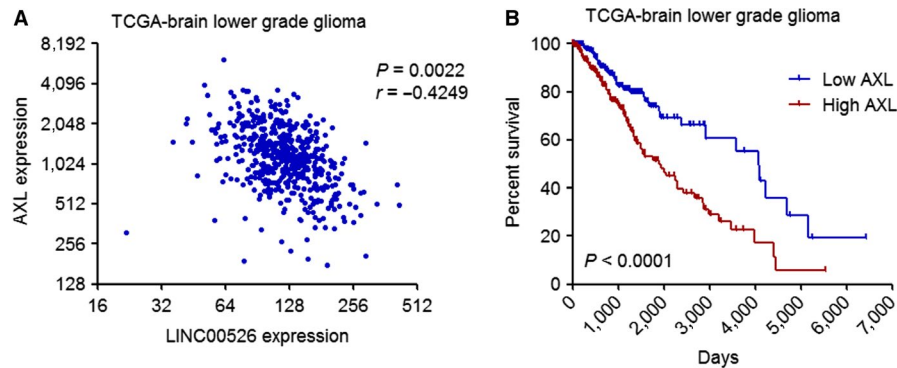 A
TCGA-brain lower grade glioma
P = 0.0022
r = −0.4249
AXL expression
8,192
4,096
2,048
1,024
512
256
128
16 32 64 128 256 512
LINC00526 expression
B
TCGA-brain lower grade glioma
Low AXL
High AXL
Percent survival
100
80
60
40
20
0
P < 0.0001
0 1,000 2,000 3,000 4,000 5,000 6,000 7,000
Days